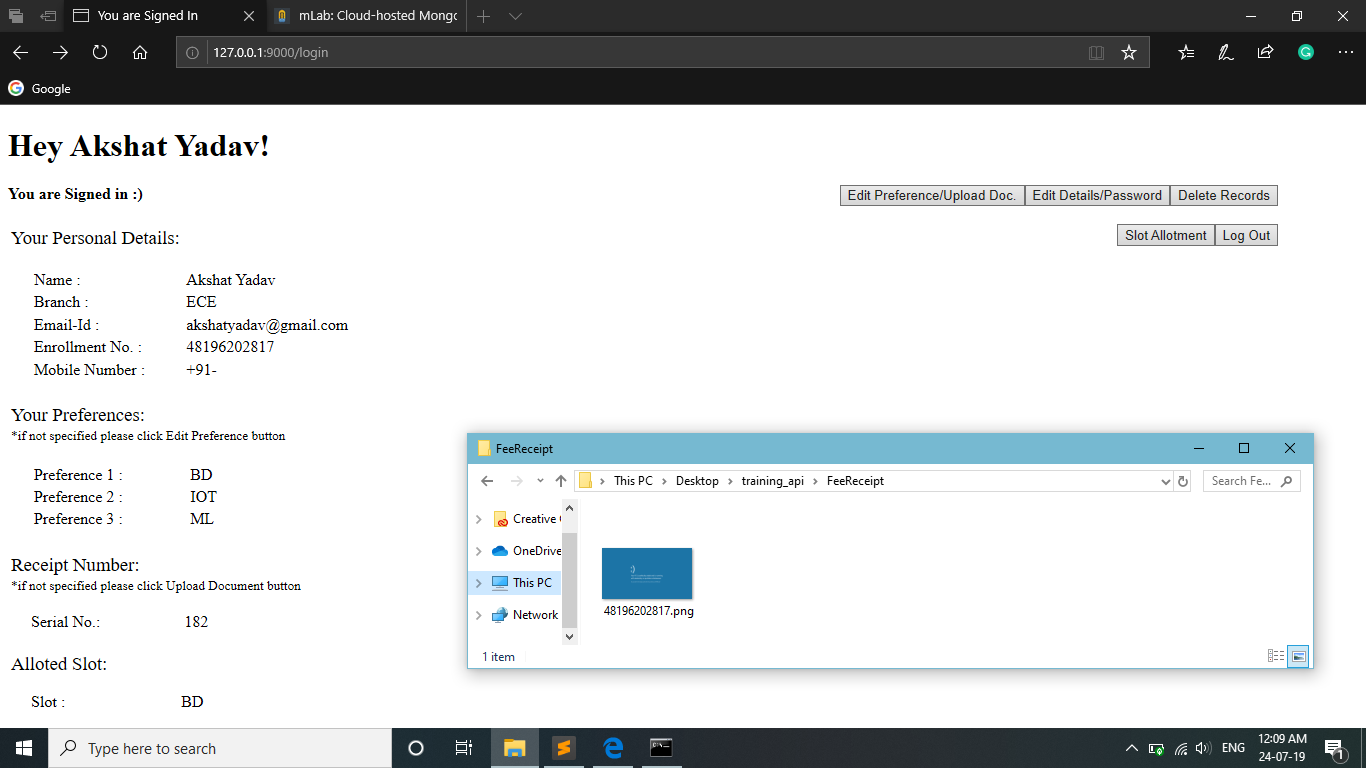 You are Signed In
mLab: Cloud-hosted Mongo
127.0.0.1:9000/login
Google
Hey Akshat Yadav!
You are Signed in :)
Edit Preference/Upload Doc. Edit Details/Password Delete Records
Slot Allotment Log Out
Your Personal Details:
Name : Akshat Yadav
Branch : ECE
Email-Id : akshatyadav@gmail.com
Enrollment No. : 48196202817
Mobile Number : +91-
Your Preferences:
*if not specified please click Edit Preference button
Preference 1 : BD
Preference 2 : IOT
Preference 3 : ML
Receipt Number:
*if not specified please click Upload Document button
Serial No.: 182
Alloted Slot:
Slot : BD
FeeReceipt
This PC > Desktop > training_api > FeeReceipt
Search Fe...
Creative
OneDrive
This PC
Network
:)
48196202817.png
1 item
Type here to search
ENG
12:09 AM
24-07-19
1